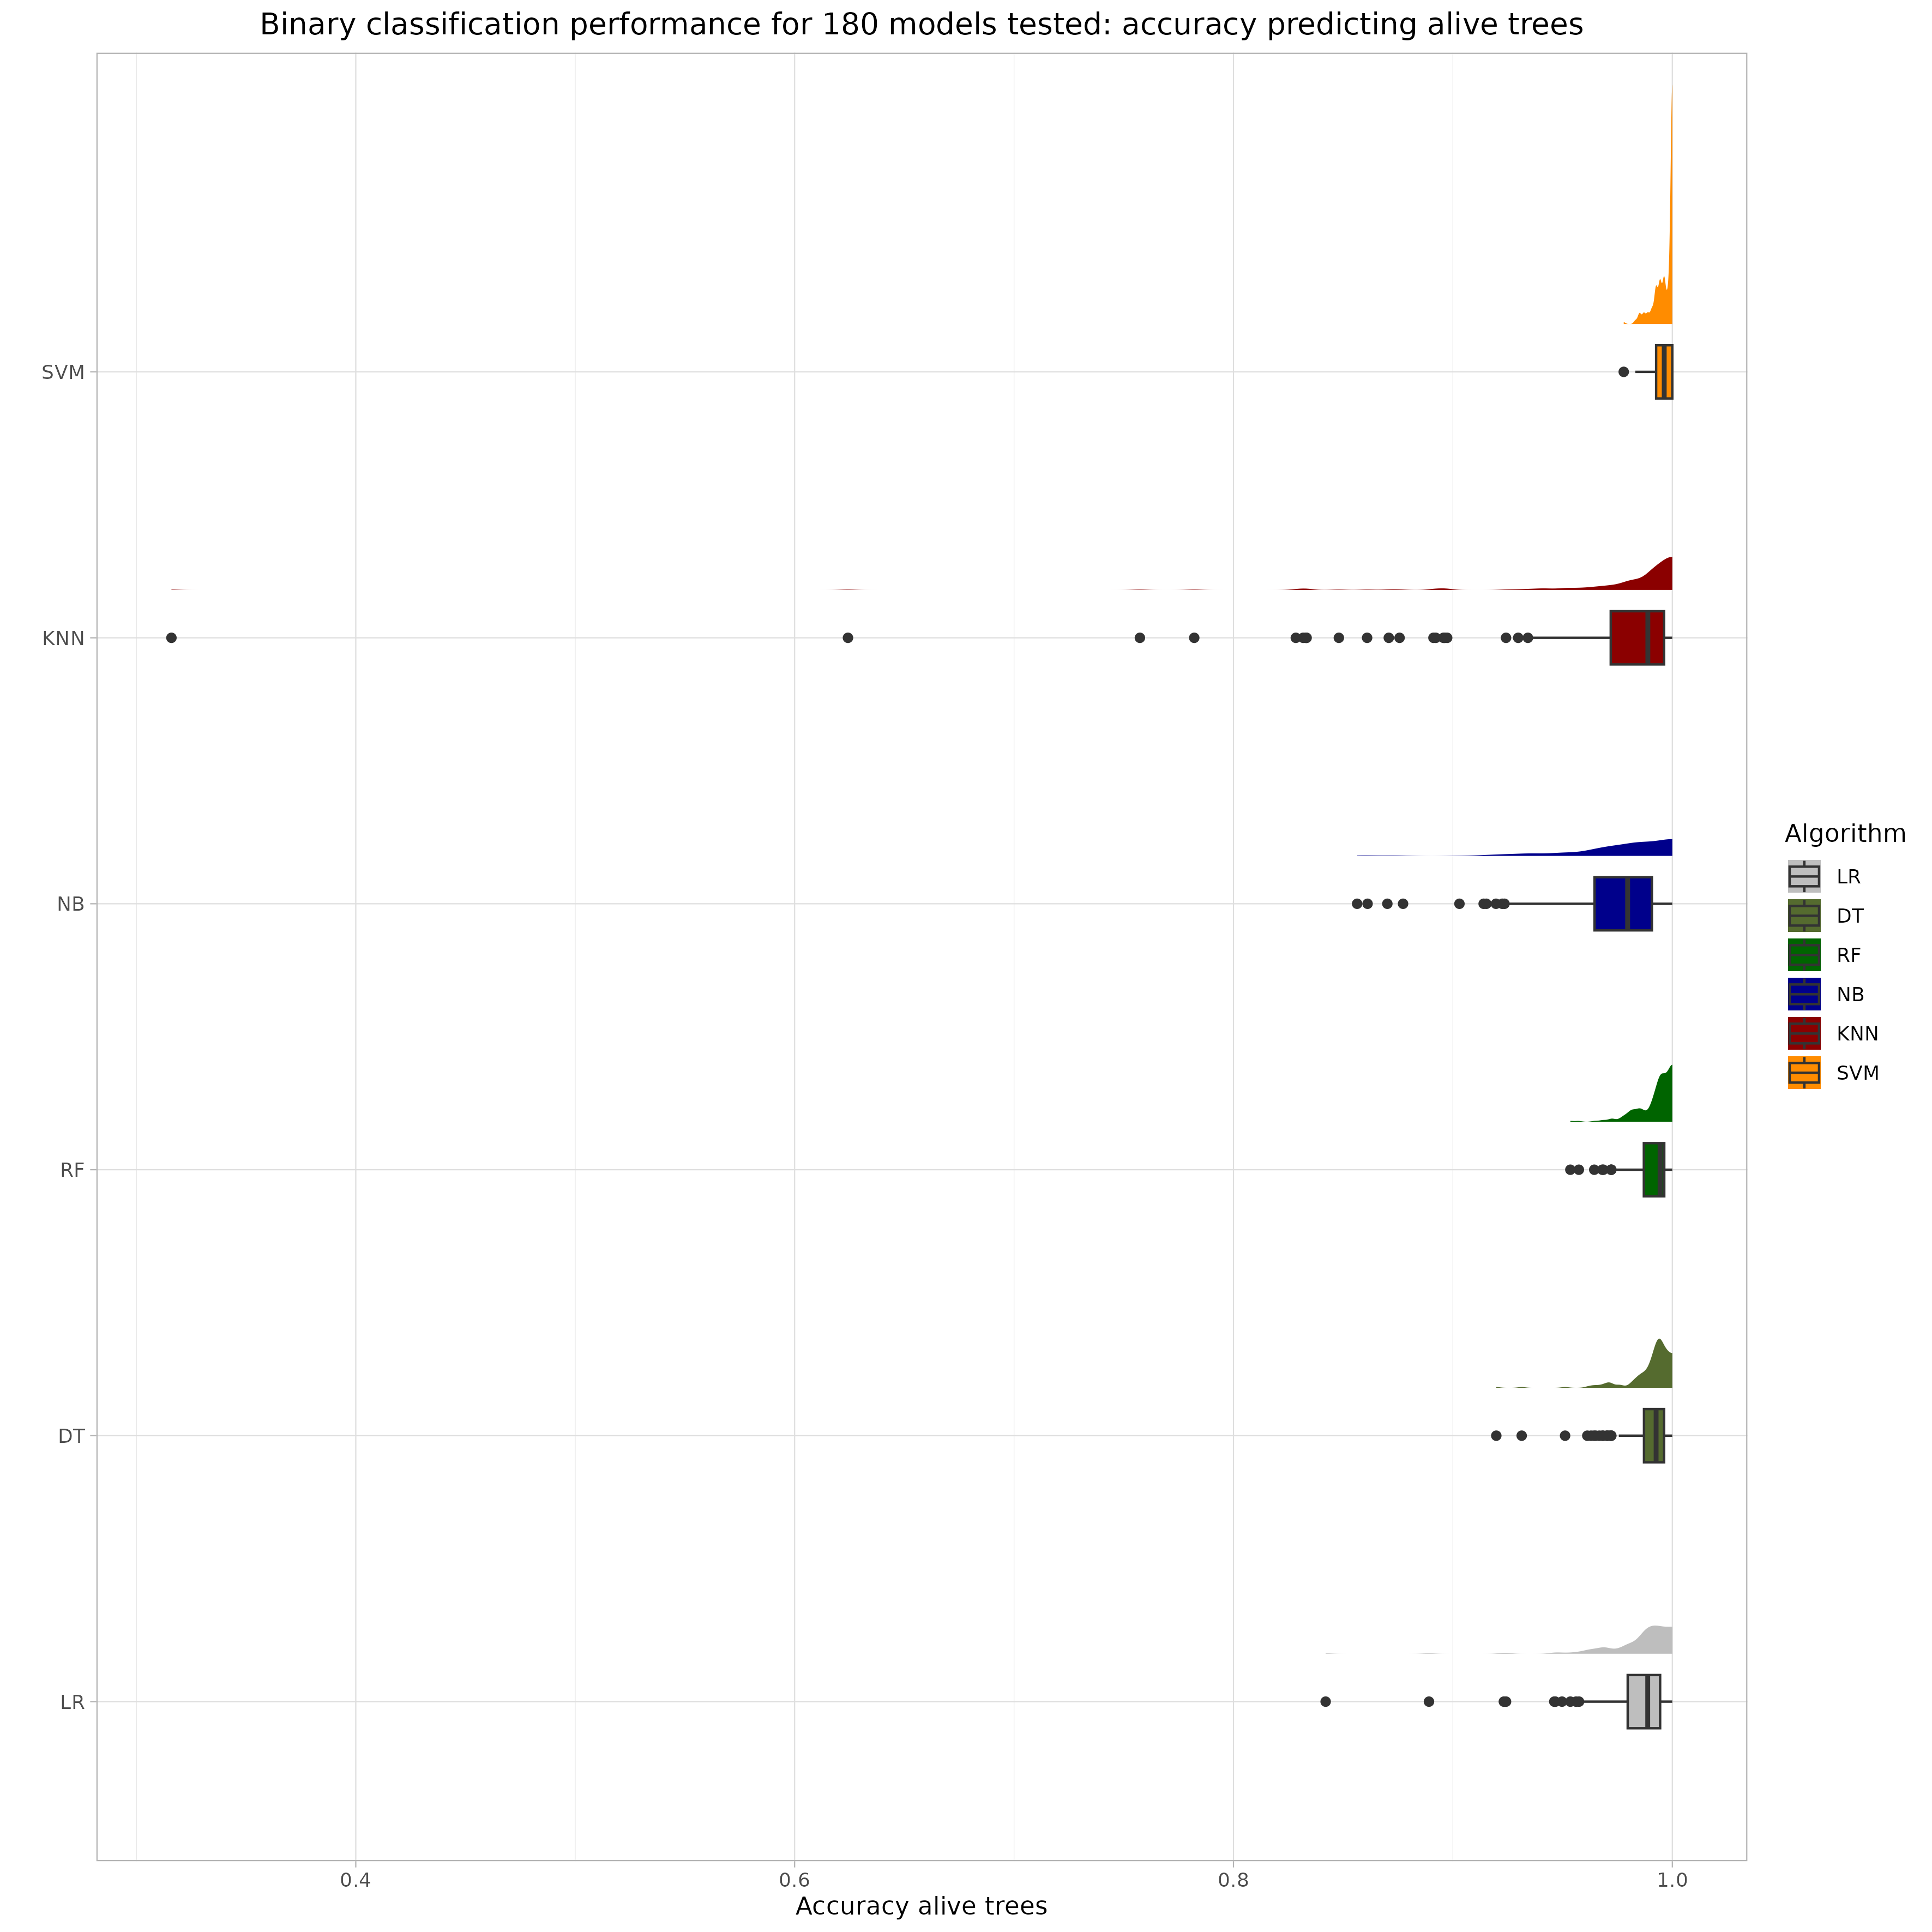 Binary classification performance for 180 models tested: accuracy predicting alive trees
SVM
KNN
NB
RF
DT
LR
0.4
0.6
0.8
1.0
Accuracy alive trees
Algorithm
LR
DT
RF
NB
KNN
SVM